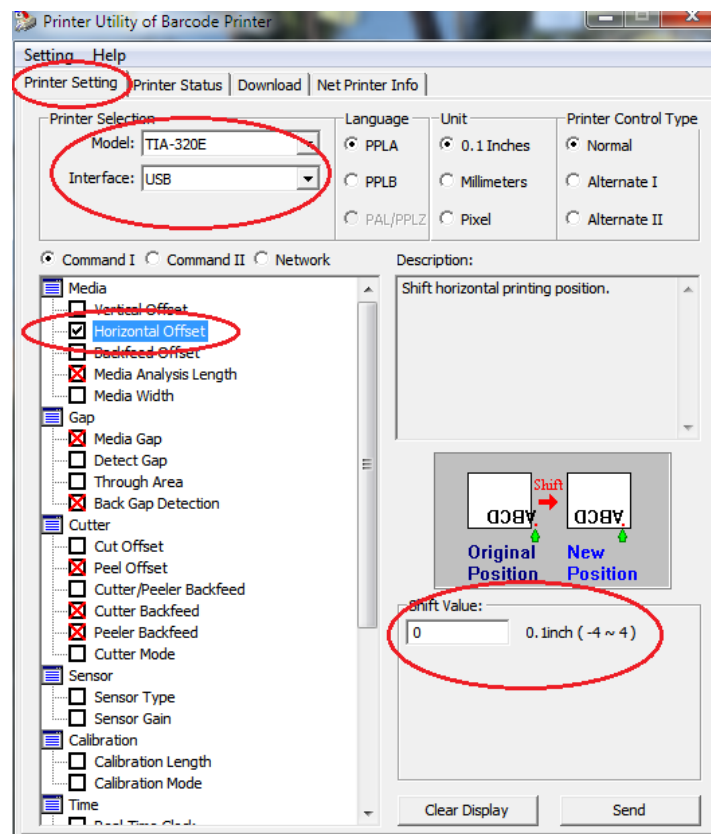 Printer Utility of Barcode Printer
Setting Help
Printer Setting Printer Status Download Net Printer Info
Printer Selection
Model: TIA-320E
Interface: USB
Language
PPLA
PPLB
PAL/PPLZ
Unit
0.1 Inches
Millimeters
Pixel
Printer Control Type
Normal
Alternate I
Alternate II
Command I Command II Network
Media
Vertical Offset
Horizontal Offset
Backfeed Offset
Media Analysis Length
Media Width
Gap
Media Gap
Detect Gap
Through Area
Back Gap Detection
Cutter
Cut Offset
Peel Offset
Cutter/Peeler Backfeed
Cutter Backfeed
Peeler Backfeed
Cutter Mode
Sensor
Sensor Type
Sensor Gain
Calibration
Calibration Length
Calibration Mode
Time
Real Time Clock
Description:
Shift horizontal printing position.
Shift
ABCD ABCD
Original New
Position Position
Shift Value:
0 0.1inch ( -4 ~ 4 )
Clear Display Send